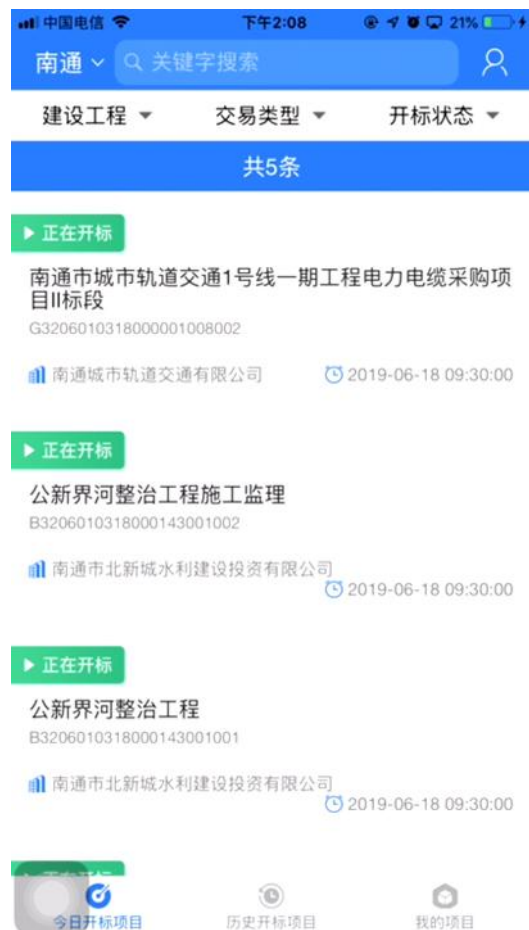 中国电信 下午2:08 21%
南通 关键字搜索
建设工程 交易类型 开标状态
共5条
正在开标
南通市城市轨道交通1号线一期工程电力电缆采购项
目II标段
G3206010318000001008002
南通城市轨道交通有限公司 2019-06-18 09:30:00
正在开标
公新界河整治工程施工监理
B3206010318000143001002
南通市北新城水利建设投资有限公司
2019-06-18 09:30:00
正在开标
公新界河整治工程
B3206010318000143001001
南通市北新城水利建设投资有限公司
2019-06-18 09:30:00
今日开标项目 历史开标项目 我的项目